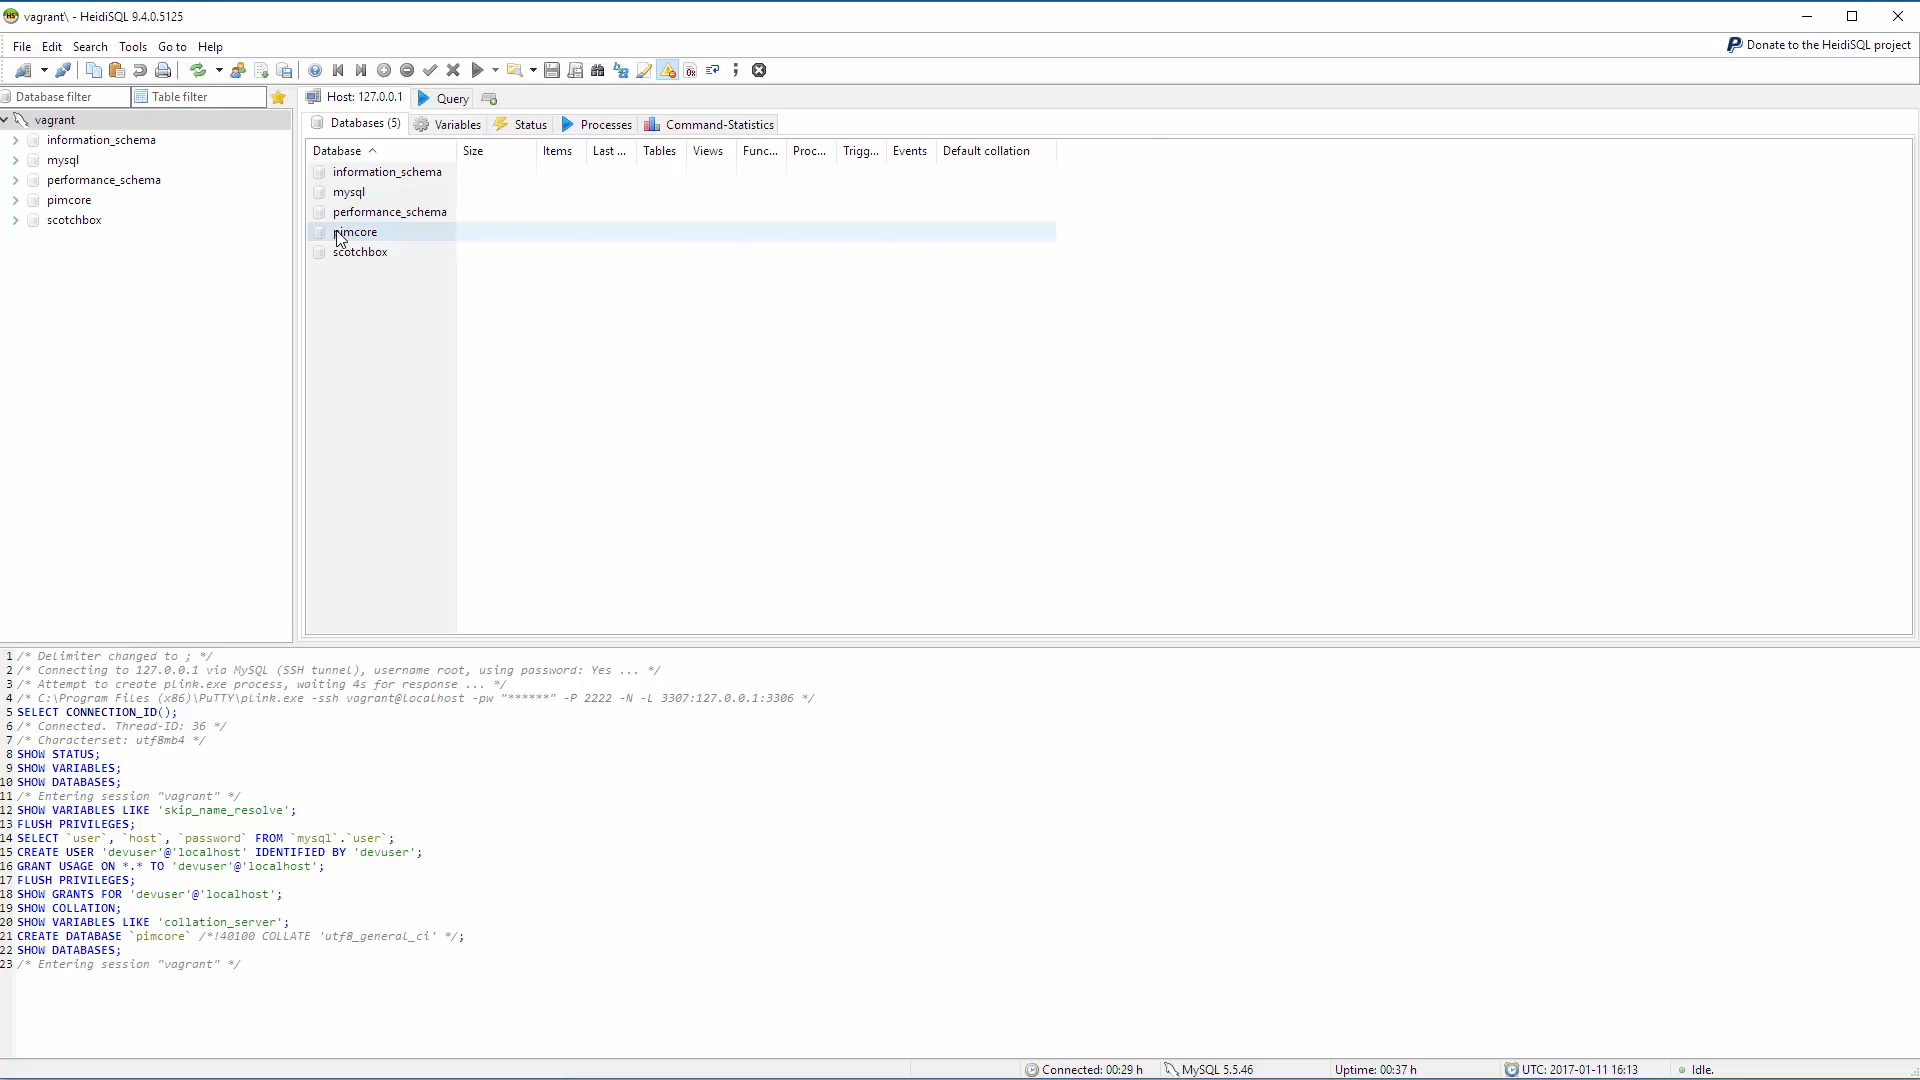 vagrant\ - HeidiSQL 9.4.0.5125
File Edit Search Tools Go to Help
Donate to the HeidiSQL project
Database filter Table filter
Host: 127.0.0.1 Query
Databases (5) Variables Status Processes Command-Statistics
vagrant
information_schema
mysql
performance_schema
pimcore
scotchbox
Database Size Items Last ... Tables Views Func... Proc... Trigg... Events Default collation
information_schema
mysql
performance_schema
pimcore
scotchbox
1 /* Delimiter changed to ; */
2 /* Connecting to 127.0.0.1 via MySQL (SSH tunnel), username root, using password: Yes ... */
3 /* Attempt to create plink.exe process, waiting 4s for response ... */
4 /* C:\Program Files (x86)\PuTTY\plink.exe -ssh vagrant@localhost -pw "******" -P 2222 -N -L 3307:127.0.0.1:3306 */
5 SELECT CONNECTION_ID();
6 /* Connected. Thread-ID: 36 */
7 /* Characterset: utf8mb4 */
8 SHOW STATUS;
9 SHOW VARIABLES;
10 SHOW DATABASES;
11 /* Entering session "vagrant" */
12 SHOW VARIABLES LIKE 'skip_name_resolve';
13 FLUSH PRIVILEGES;
14 SELECT `user`, `host`, `password` FROM `mysql`.`user`;
15 CREATE USER 'devuser'@'localhost' IDENTIFIED BY 'devuser';
16 GRANT USAGE ON *.* TO 'devuser'@'localhost';
17 FLUSH PRIVILEGES;
18 SHOW GRANTS FOR 'devuser'@'localhost';
19 SHOW COLLATION;
20 SHOW VARIABLES LIKE 'collation_server';
21 CREATE DATABASE `pimcore` /*!40100 COLLATE 'utf8_general_ci' */;
22 SHOW DATABASES;
23 /* Entering session "vagrant" */
Connected: 00:29 h MySQL 5.5.46 Uptime: 00:37 h UTC: 2017-01-11 16:13 Idle.